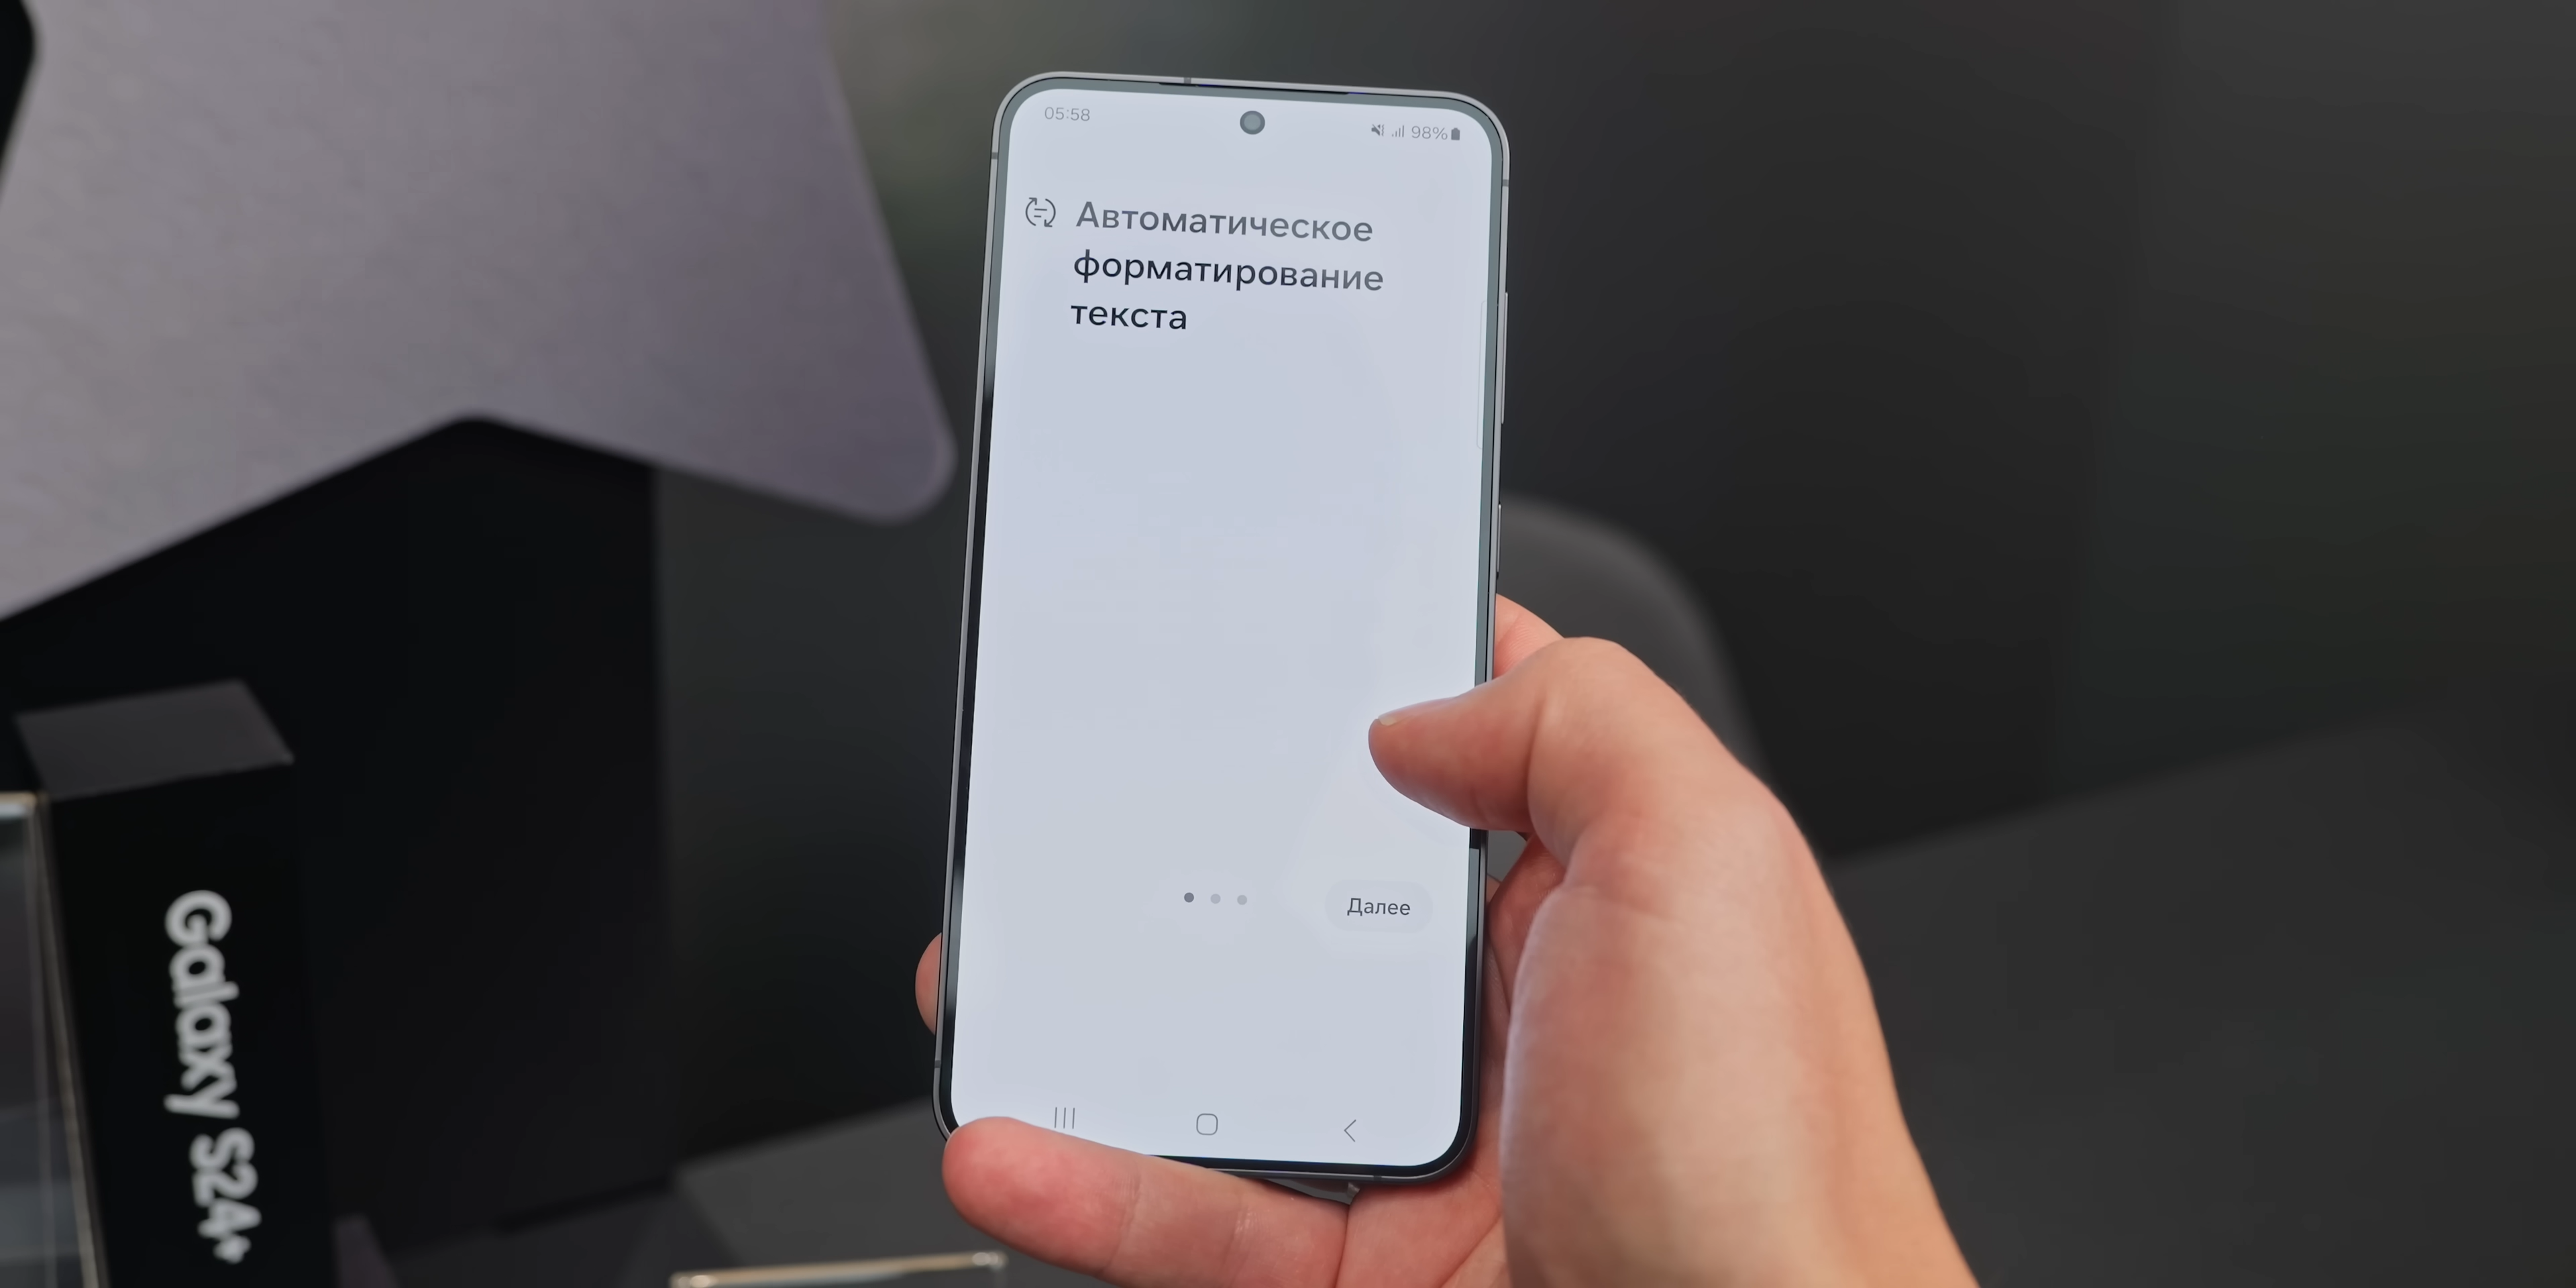 05:58
98%
Автоматическое
форматирование
текста
Далее
Galaxy S24+